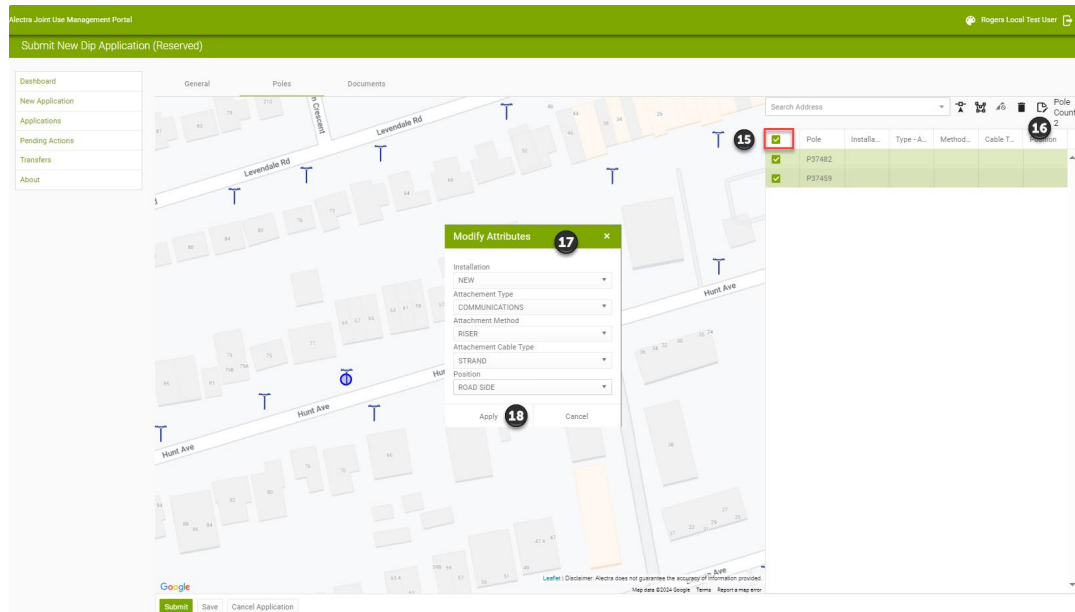 Alectra Joint Use Management Portal
Rogers Local Test User
Submit New Dip Application (Reserved)
Dashboard
New Application
Applications
Pending Actions
Transfers
About
General Poles Documents
Search Address
Pole Count 2
15
16
Pole Installa... Type - A... Method... Cable T... Position
P37482
P37459
Levendale Rd
Levendale Rd
n Crescent
Modify Attributes
17
×
Installation
NEW
Attachement Type
COMMUNICATIONS
Attachment Method
RISER
Attachement Cable Type
STRAND
Position
ROAD SIDE
Apply
18
Cancel
Hunt Ave
Hunt Ave
Hunt Ave
Ave
Google
Leaflet | Disclaimer: Alectra does not guarantee the accuracy of information provided.
Map data ©2024 Google Terms Report a map error
Submit Save Cancel Application